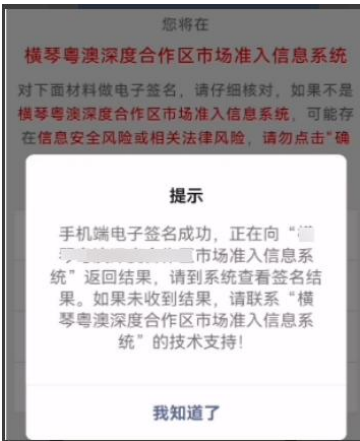 您将在
横琴粤澳深度合作区市场准入信息系统
对下面材料做电子签名，请仔细核对，如果不是
横琴粤澳深度合作区市场准入信息系统，可能存
在信息安全风险或相关法律风险，请勿点击“确
提示
手机端电子签名成功，正在向“
市场准入信息系
统”返回结果，请到系统查看签名结
果。如果未收到结果，请联系“横
琴粤澳深度合作区市场准入信息系
统”的技术支持！
我知道了